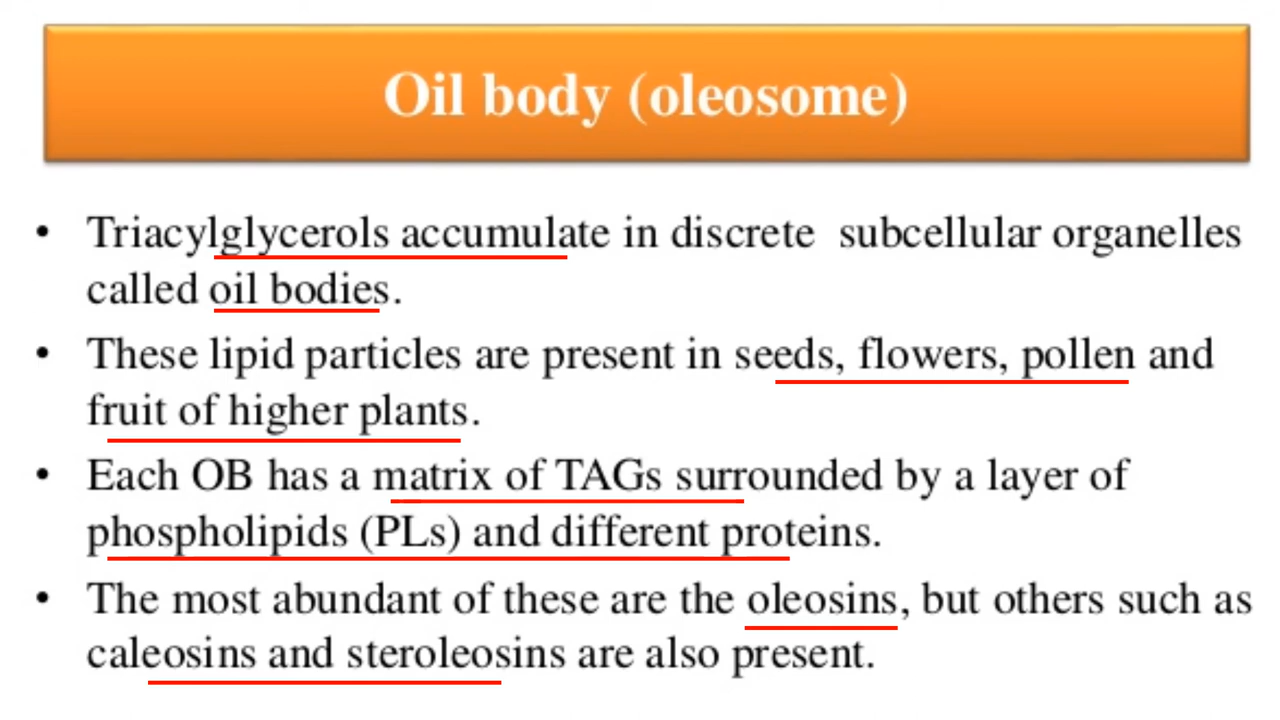 Oil body (oleosome)
• Triacylglycerols accumulate in discrete subcellular organelles
called oil bodies.
• These lipid particles are present in seeds, flowers, pollen and
fruit of higher plants.
• Each OB has a matrix of TAGs surrounded by a layer of
phospholipids (PLs) and different proteins.
• The most abundant of these are the oleosins, but others such as
caleosins and steroleosins are also present.